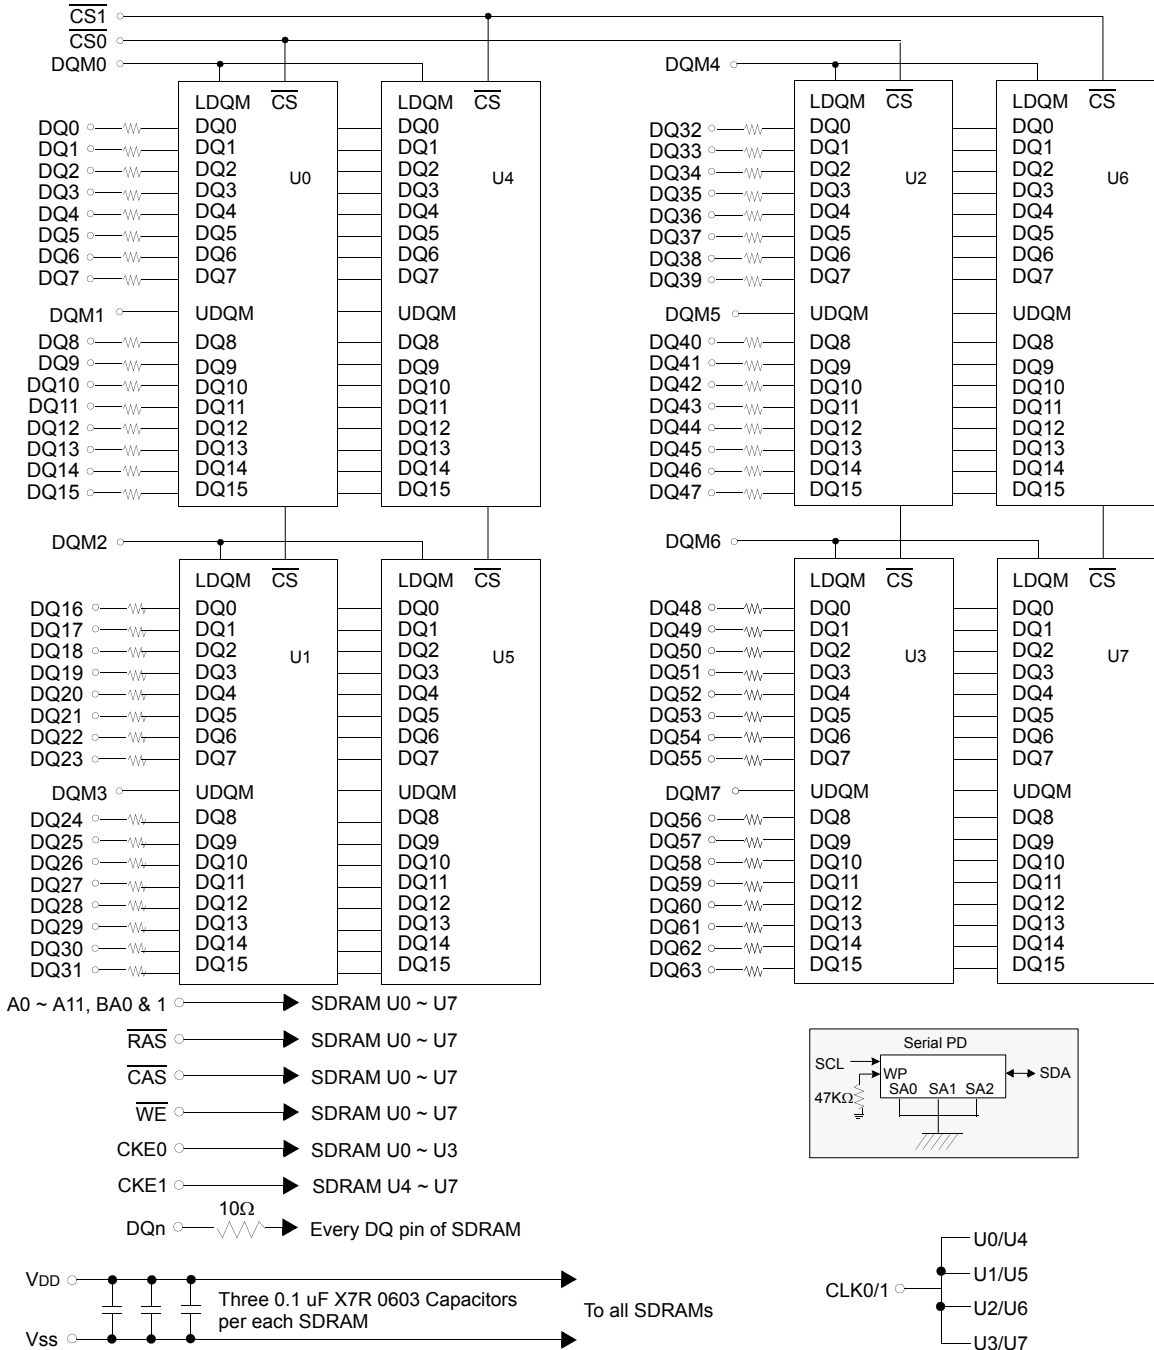 CS1
CS0
DQM0
DQM4
LDQM CS
LDQM CS
LDQM CS
LDQM CS
DQ0 DQ0 DQ0 DQ32 DQ0 DQ0
DQ1 DQ1 DQ1 DQ33 DQ1 DQ1
DQ2 DQ2 U0 DQ2 U4 DQ34 DQ2 U2 DQ2 U6
DQ3 DQ3 DQ3 DQ35 DQ3 DQ3
DQ4 DQ4 DQ4 DQ36 DQ4 DQ4
DQ5 DQ5 DQ5 DQ37 DQ5 DQ5
DQ6 DQ6 DQ6 DQ38 DQ6 DQ6
DQ7 DQ7 DQ7 DQ39 DQ7 DQ7
DQM1 UDQM UDQM DQM5 UDQM UDQM
DQ8 DQ8 DQ8 DQ40 DQ8 DQ8
DQ9 DQ9 DQ9 DQ41 DQ9 DQ9
DQ10 DQ10 DQ10 DQ42 DQ10 DQ10
DQ11 DQ11 DQ11 DQ43 DQ11 DQ11
DQ12 DQ12 DQ12 DQ44 DQ12 DQ12
DQ13 DQ13 DQ13 DQ45 DQ13 DQ13
DQ14 DQ14 DQ14 DQ46 DQ14 DQ14
DQ15 DQ15 DQ15 DQ47 DQ15 DQ15
DQM2
DQM6
LDQM CS
LDQM CS
LDQM CS
LDQM CS
DQ16 DQ0 DQ0 DQ48 DQ0 DQ0
DQ17 DQ1 DQ1 DQ49 DQ1 DQ1
DQ18 DQ2 U1 DQ2 U5 DQ50 DQ2 U3 DQ2 U7
DQ19 DQ3 DQ3 DQ51 DQ3 DQ3
DQ20 DQ4 DQ4 DQ52 DQ4 DQ4
DQ21 DQ5 DQ5 DQ53 DQ5 DQ5
DQ22 DQ6 DQ6 DQ54 DQ6 DQ6
DQ23 DQ7 DQ7 DQ55 DQ7 DQ7
DQM3 UDQM UDQM DQM7 UDQM UDQM
DQ24 DQ8 DQ8 DQ56 DQ8 DQ8
DQ25 DQ9 DQ9 DQ57 DQ9 DQ9
DQ26 DQ10 DQ10 DQ58 DQ10 DQ10
DQ27 DQ11 DQ11 DQ59 DQ11 DQ11
DQ28 DQ12 DQ12 DQ60 DQ12 DQ12
DQ29 DQ13 DQ13 DQ61 DQ13 DQ13
DQ30 DQ14 DQ14 DQ62 DQ14 DQ14
DQ31 DQ15 DQ15 DQ63 DQ15 DQ15
A0 ~ A11, BA0 & 1 SDRAM U0 ~ U7
RAS SDRAM U0 ~ U7
CAS SDRAM U0 ~ U7
WE SDRAM U0 ~ U7
CKE0 SDRAM U0 ~ U3
CKE1 SDRAM U4 ~ U7
10Ω
DQn Every DQ pin of SDRAM
Serial PD
SCL
WP
SDA
47KΩ
SA0 SA1 SA2
VDD
Three 0.1 uF X7R 0603 Capacitors
per each SDRAM
To all SDRAMs
Vss
CLK0/1
U0/U4
U1/U5
U2/U6
U3/U7